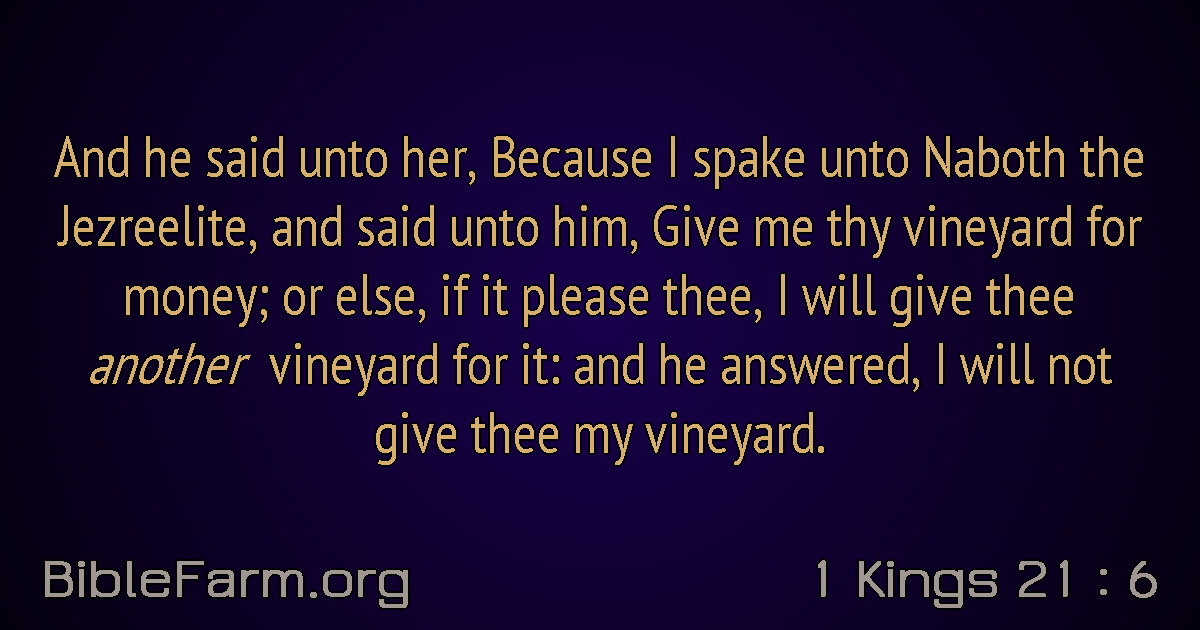 And he said unto her, Because I spake unto Naboth the
Jezreelite, and said unto him, Give me thy vineyard for
money; or else, if it please thee, I will give thee
another vineyard for it: and he answered, I will not
give thee my vineyard.
BibleFarm.org
1 Kings 21 : 6